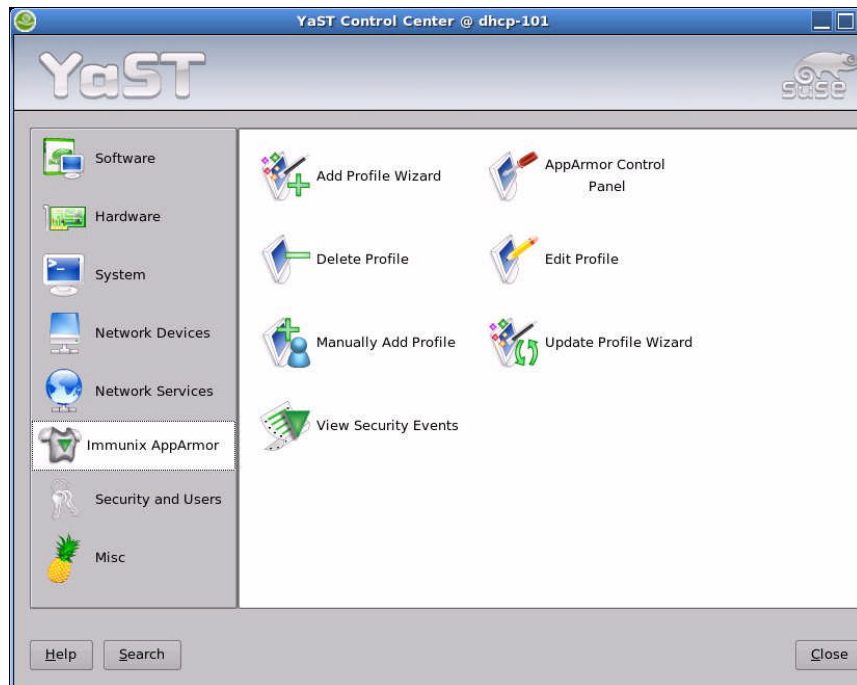 YaST Control Center @ dhcp-101
YaST
suse
Software
Hardware
System
Network Devices
Network Services
Immunix AppArmor
Security and Users
Misc
Add Profile Wizard
AppArmor Control
Panel
Delete Profile
Edit Profile
Manually Add Profile
Update Profile Wizard
View Security Events
Help
Search
Close